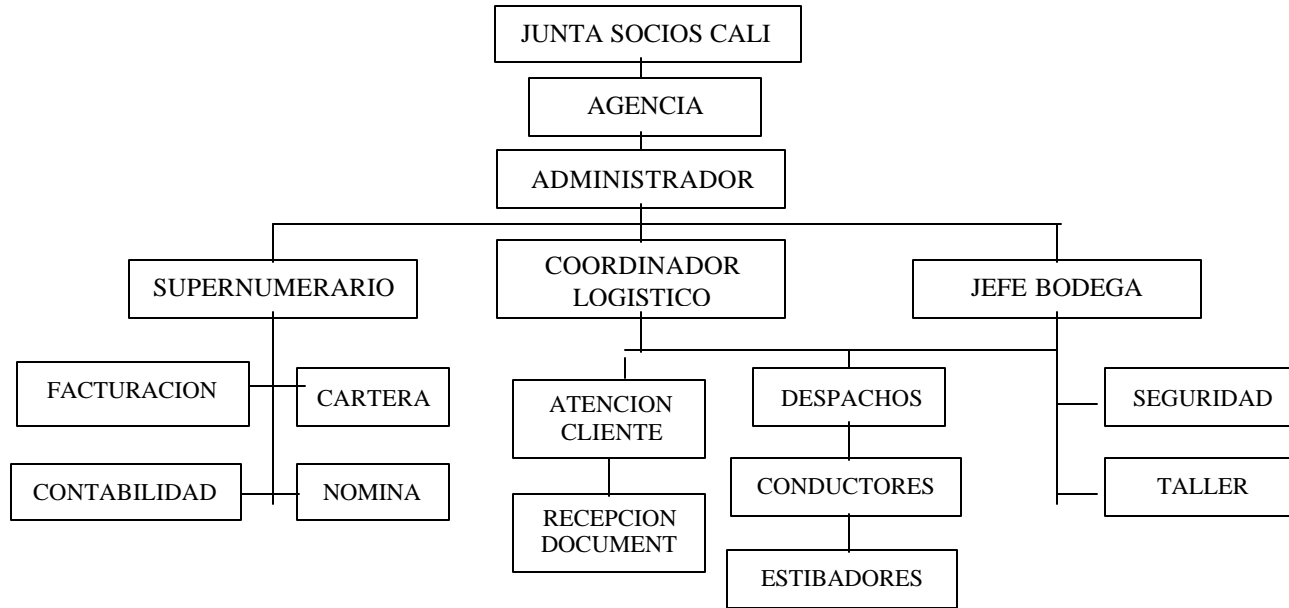 JUNTA SOCIOS CALI
AGENCIA
ADMINISTRADOR
SUPERNUMERARIO
COORDINADOR
LOGISTICO
JEFE BODEGA
FACTURACION
CARTERA
ATENCION
CLIENTE
DESPACHOS
SEGURIDAD
CONTABILIDAD
NOMINA
RECEPCION
DOCUMENT
CONDUCTORES
TALLER
ESTIBADORES